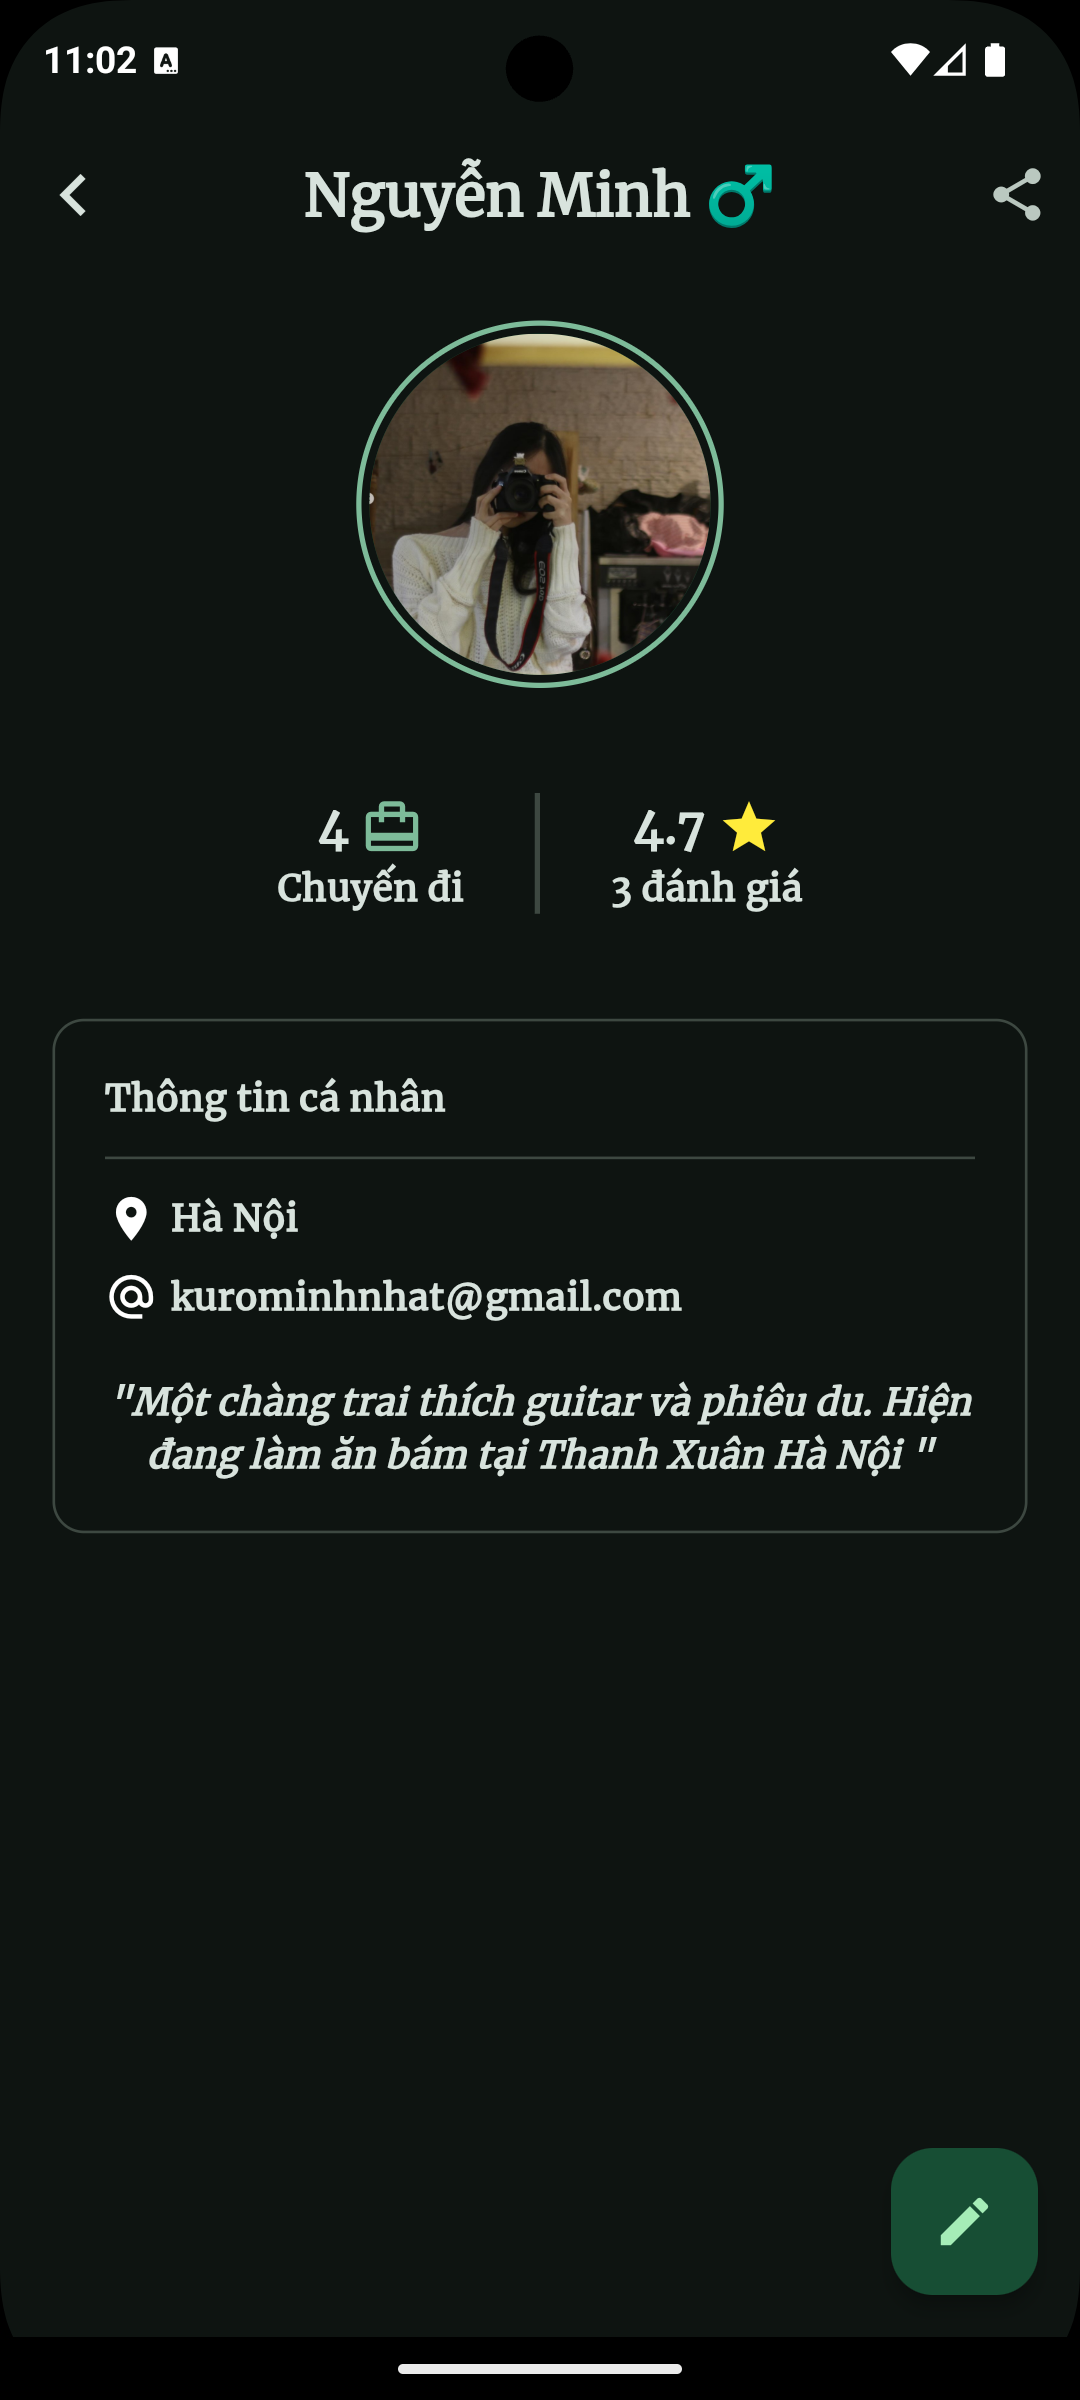 11:02
Nguyễn Minh
4
4.7
Chuyến đi
3 đánh giá
Thông tin cá nhân
Hà Nội
kurominhnhat@gmail.com
"Một chàng trai thích guitar và phiêu du. Hiện
đang làm ăn bám tại Thanh Xuân Hà Nội "